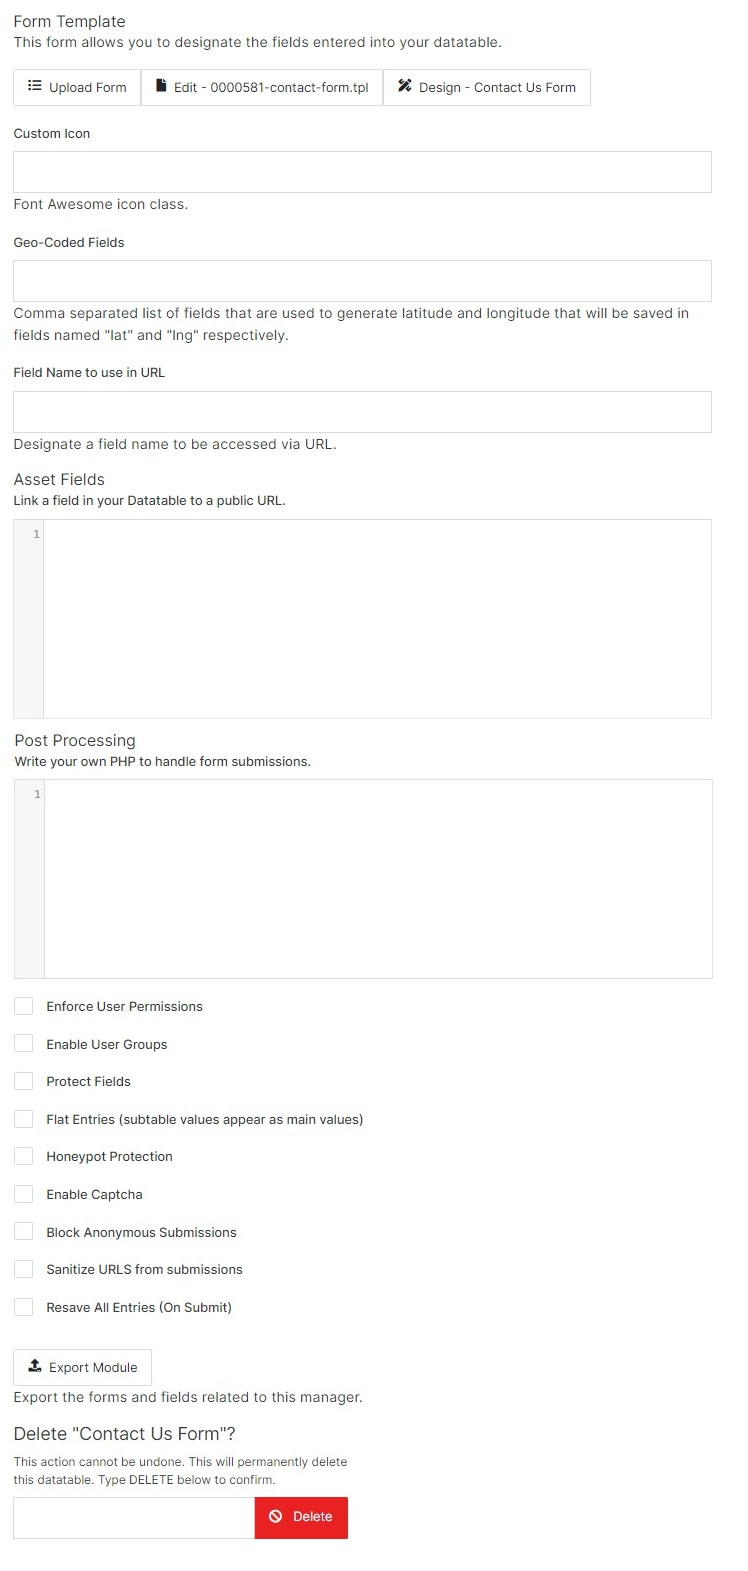 Form Template
This form allows you to designate the fields entered into your datatable.
Upload Form Edit - 0000581-contact-form.tpl Design - Contact Us Form
Custom Icon
Font Awesome icon class.
Geo-Coded Fields
Comma separated list of fields that are used to generate latitude and longitude that will be saved in
fields named "lat" and "lng" respectively.
Field Name to use in URL
Designate a field name to be accessed via URL.
Asset Fields
Link a field in your Datatable to a public URL.
1
Post Processing
Write your own PHP to handle form submissions.
1
Enforce User Permissions
Enable User Groups
Protect Fields
Flat Entries (subtable values appear as main values)
Honeypot Protection
Enable Captcha
Block Anonymous Submissions
Sanitize URLS from submissions
Resave All Entries (On Submit)
Export Module
Export the forms and fields related to this manager.
Delete "Contact Us Form"?
This action cannot be undone. This will permanently delete
this datatable. Type DELETE below to confirm.
Delete